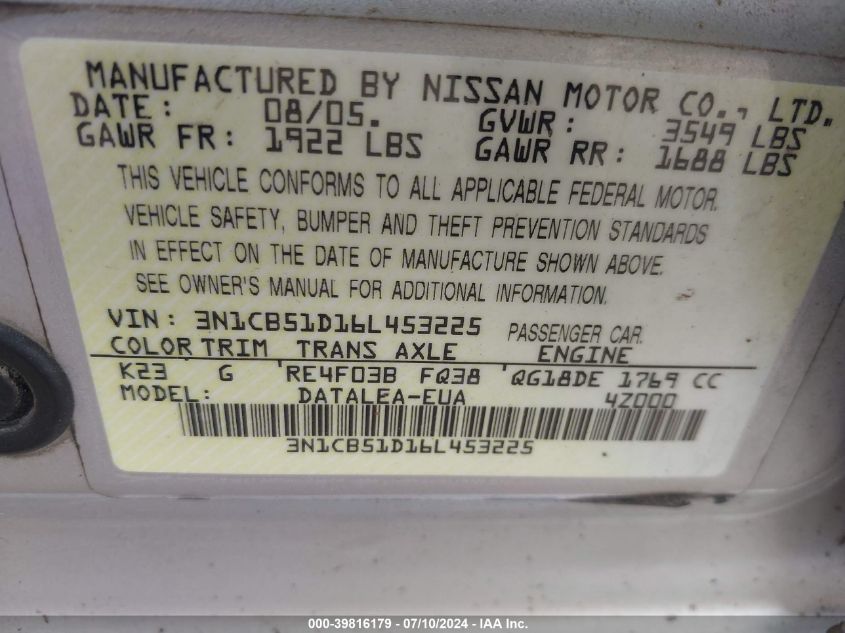 MANUFACTURED BY NISSAN MOTOR CO., LTD.
DATE: 08/05. GVWR: 3549 LBS
GAWR FR: 1922 LBS GAWR RR: 1688 LBS
THIS VEHICLE CONFORMS TO ALL APPLICABLE FEDERAL MOTOR.
VEHICLE SAFETY, BUMPER AND THEFT PREVENTION STANDARDS
IN EFFECT ON THE DATE OF MANUFACTURE SHOWN ABOVE.
SEE OWNER'S MANUAL FOR ADDITIONAL INFORMATION.
VIN: 3N1CB51D16L453225 PASSENGER CAR.
COLOR TRIM TRANS AXLE ENGINE
K23 G 'RE4F03B FQ38 'QG18DE 1769 CC
MODEL: DATALEA-EUA 4Z000
3N1CB51D16L453225
000-39816179 - 07/10/2024 - IAA Inc.